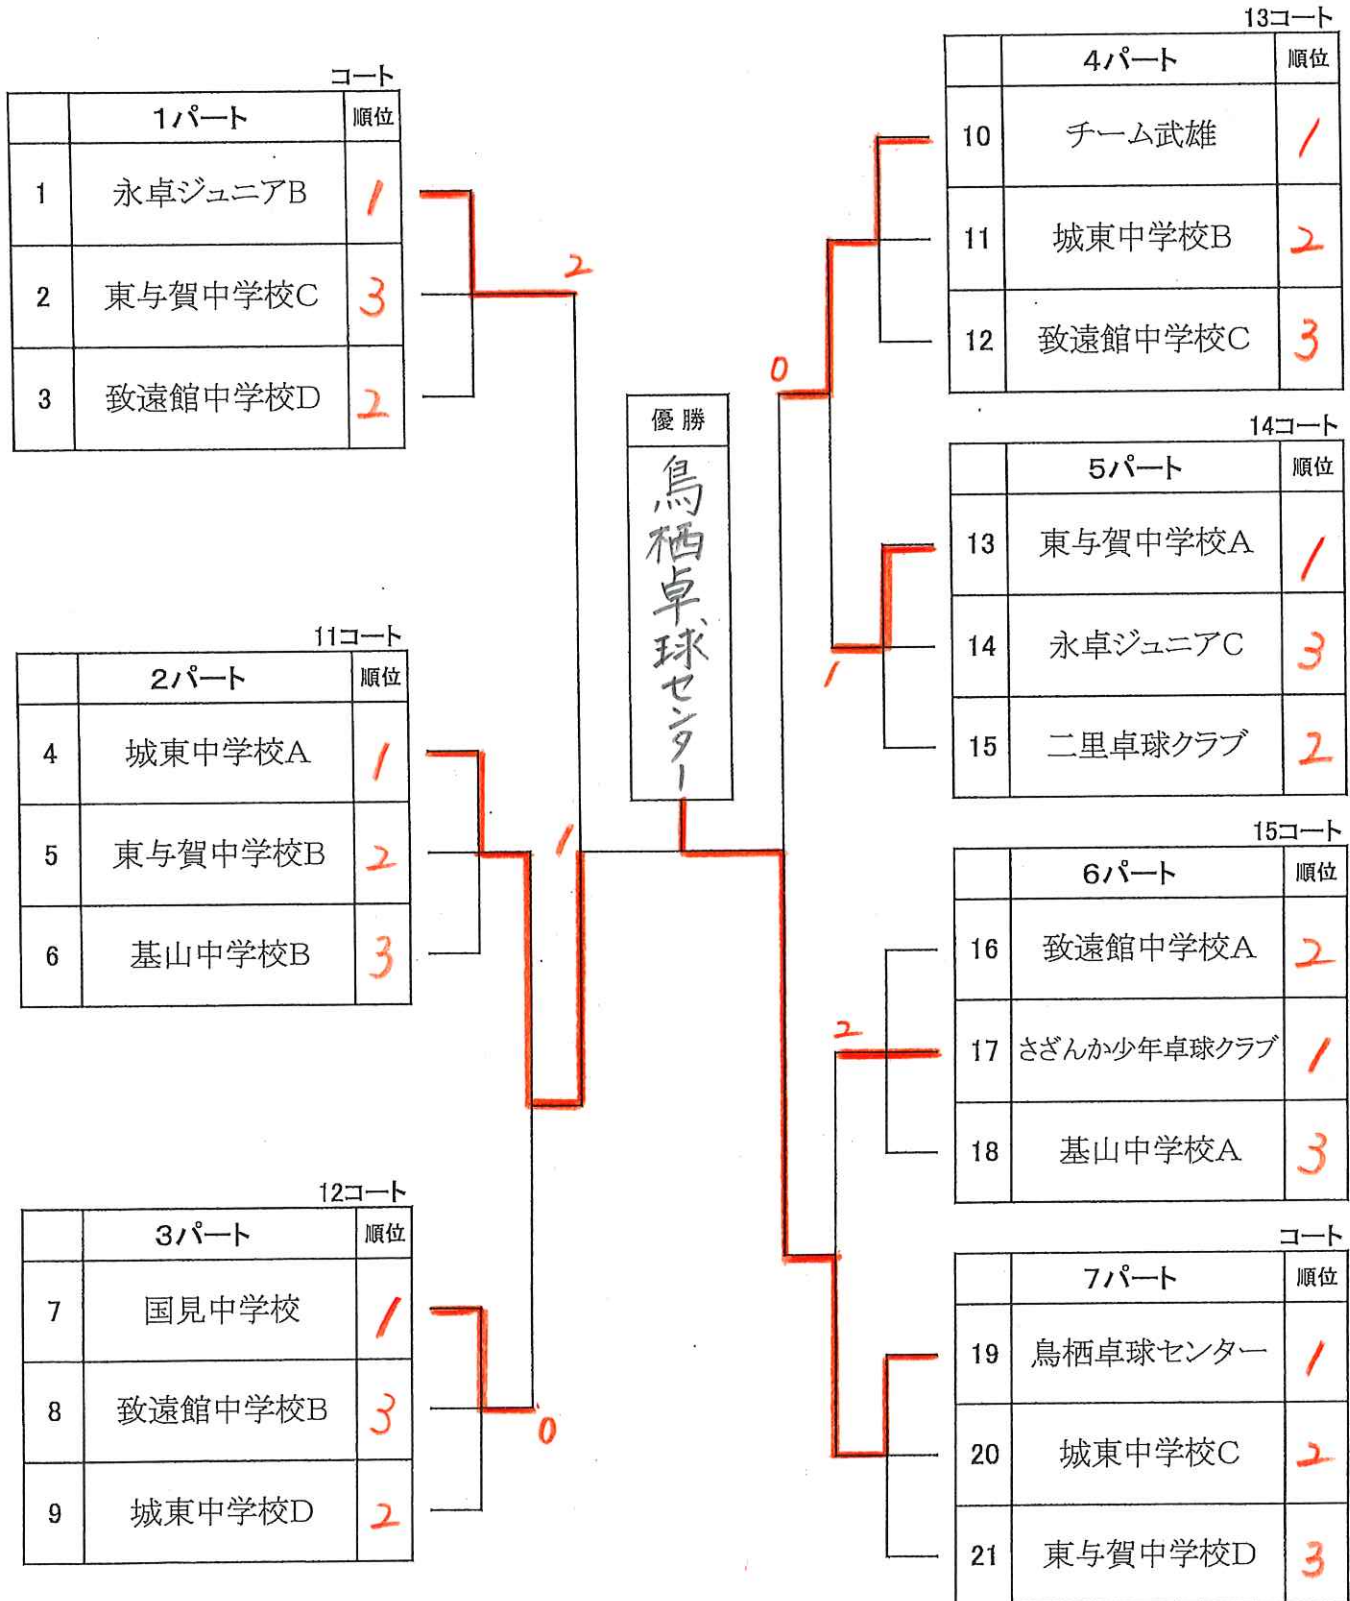 コート
1パート 順位
1 永卓ジュニアB 1
2 東与賀中学校C 3
3 致遠館中学校D 2
2
11コート
2パート 順位
4 城東中学校A 1
5 東与賀中学校B 2
6 基山中学校B 3
1
12コート
3パート 順位
7 国見中学校 1
8 致遠館中学校B 3
9 城東中学校D 2
0
優勝
鳥栖卓球センター
13コート
4パート 順位
10 チーム武雄 1
11 城東中学校B 2
12 致遠館中学校C 3
0
14コート
5パート 順位
13 東与賀中学校A 1
14 永卓ジュニアC 3
15 二里卓球クラブ 2
1
15コート
6パート 順位
16 致遠館中学校A 2
17 さざんか少年卓球クラブ 1
18 基山中学校A 3
2
コート
7パート 順位
19 鳥栖卓球センター 1
20 城東中学校C 2
21 東与賀中学校D 3